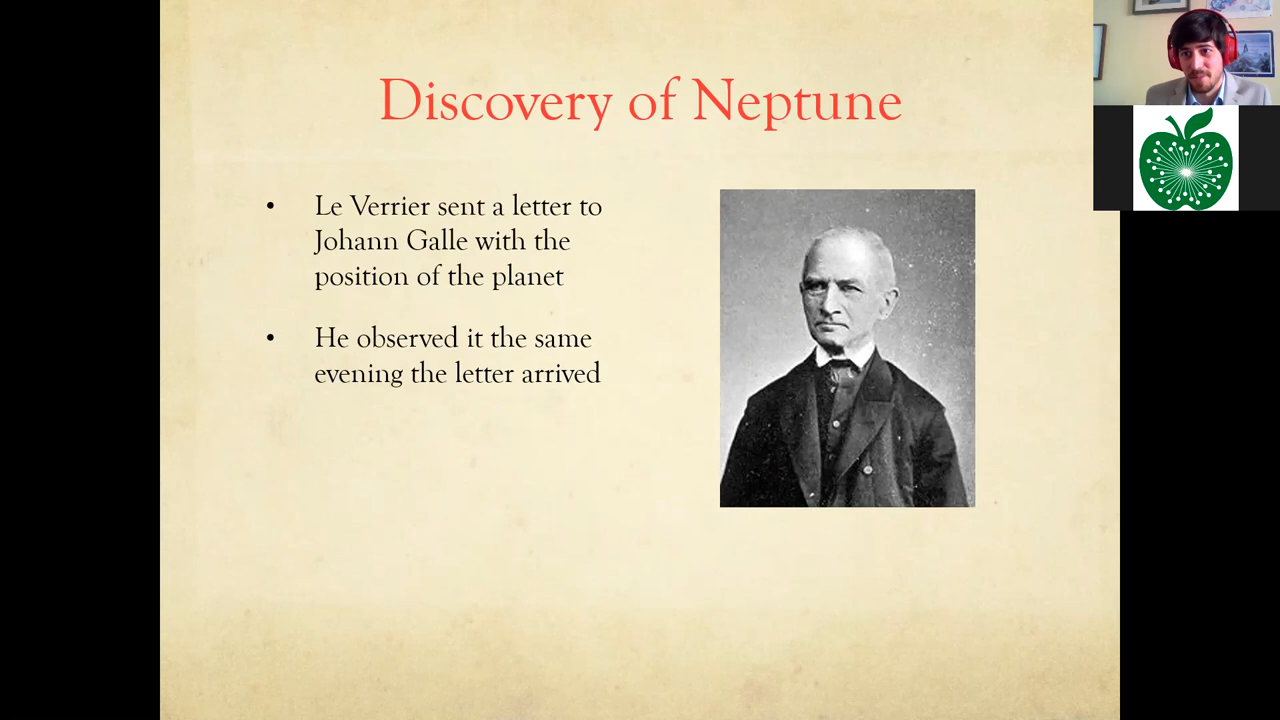 Discovery of Neptune
• Le Verrier sent a letter to
Johann Galle with the
position of the planet
• He observed it the same
evening the letter arrived